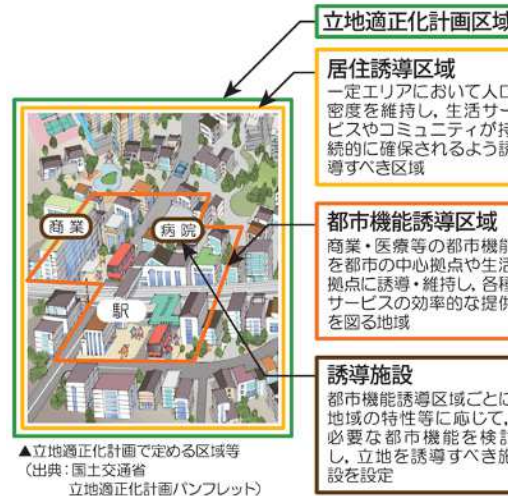 立地適正化計画区域
居住誘導区域
一定エリアにおいて人口
密度を維持し，生活サー
ビスやコミュニティが持
続的に確保されるよう誘
導すべき区域
商業
病院
駅
都市機能誘導区域
商業・医療等の都市機能
を都市の中心拠点や生活
拠点に誘導・維持し，各種
サービスの効率的な提供
を図る地域
誘導施設
都市機能誘導区域ごとに
地域の特性等に応じて，
必要な都市機能を検討
し，立地を誘導すべき施
設を設定
▲立地適正化計画で定める区域等
（出典：国土交通省
立地適正化計画パンフレット）